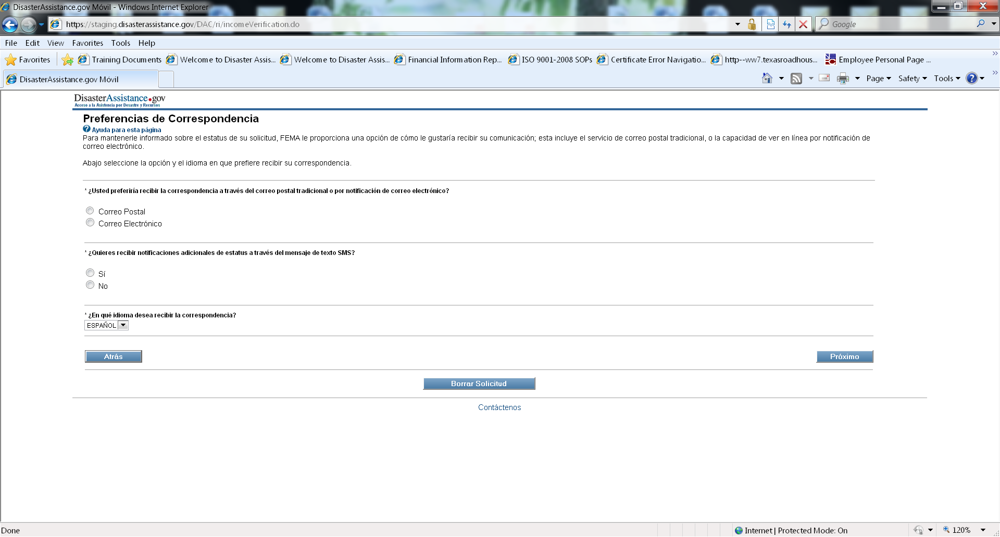 DisasterAssistance.gov Móvil - Windows Internet Explorer
https://staging.disasterassistance.gov/DAC/ri/incomeVerification.do
Google
File Edit View Favorites Tools Help
Favorites Training Documents Welcome to Disaster Assis... Welcome to Disaster Assis... Financial Information Rep... ISO 9001-2008 SOPs Certificate Error Navigatio... http--ww7.texasroadhous... Employee Personal Page ...
DisasterAssistance.gov Móvil Page Safety Tools
DisasterAssistance.gov
Acceso a la Asistencia por Desastre y Recursos
Preferencias de Correspondencia
Ayuda para esta página
Para mantenerle informado sobre el estatus de su solicitud, FEMA le proporciona una opción de cómo le gustaría recibir su comunicación; esta incluye el servicio de correo postal tradicional, o la capacidad de ver en línea por notificación de
correo electrónico.
Abajo seleccione la opción y el idioma en que prefiere recibir su correspondencia.
* ¿Usted preferiría recibir la correspondencia a través del correo postal tradicional o por notificación de correo electrónico?
Correo Postal
Correo Electrónico
* ¿Quieres recibir notificaciones adicionales de estatus a través del mensaje de texto SMS?
Sí
No
* ¿En qué idioma desea recibir la correspondencia?
ESPAÑOL
Atrás Próximo
Borrar Solicitud
Contáctenos
Done Internet | Protected Mode: On 120%